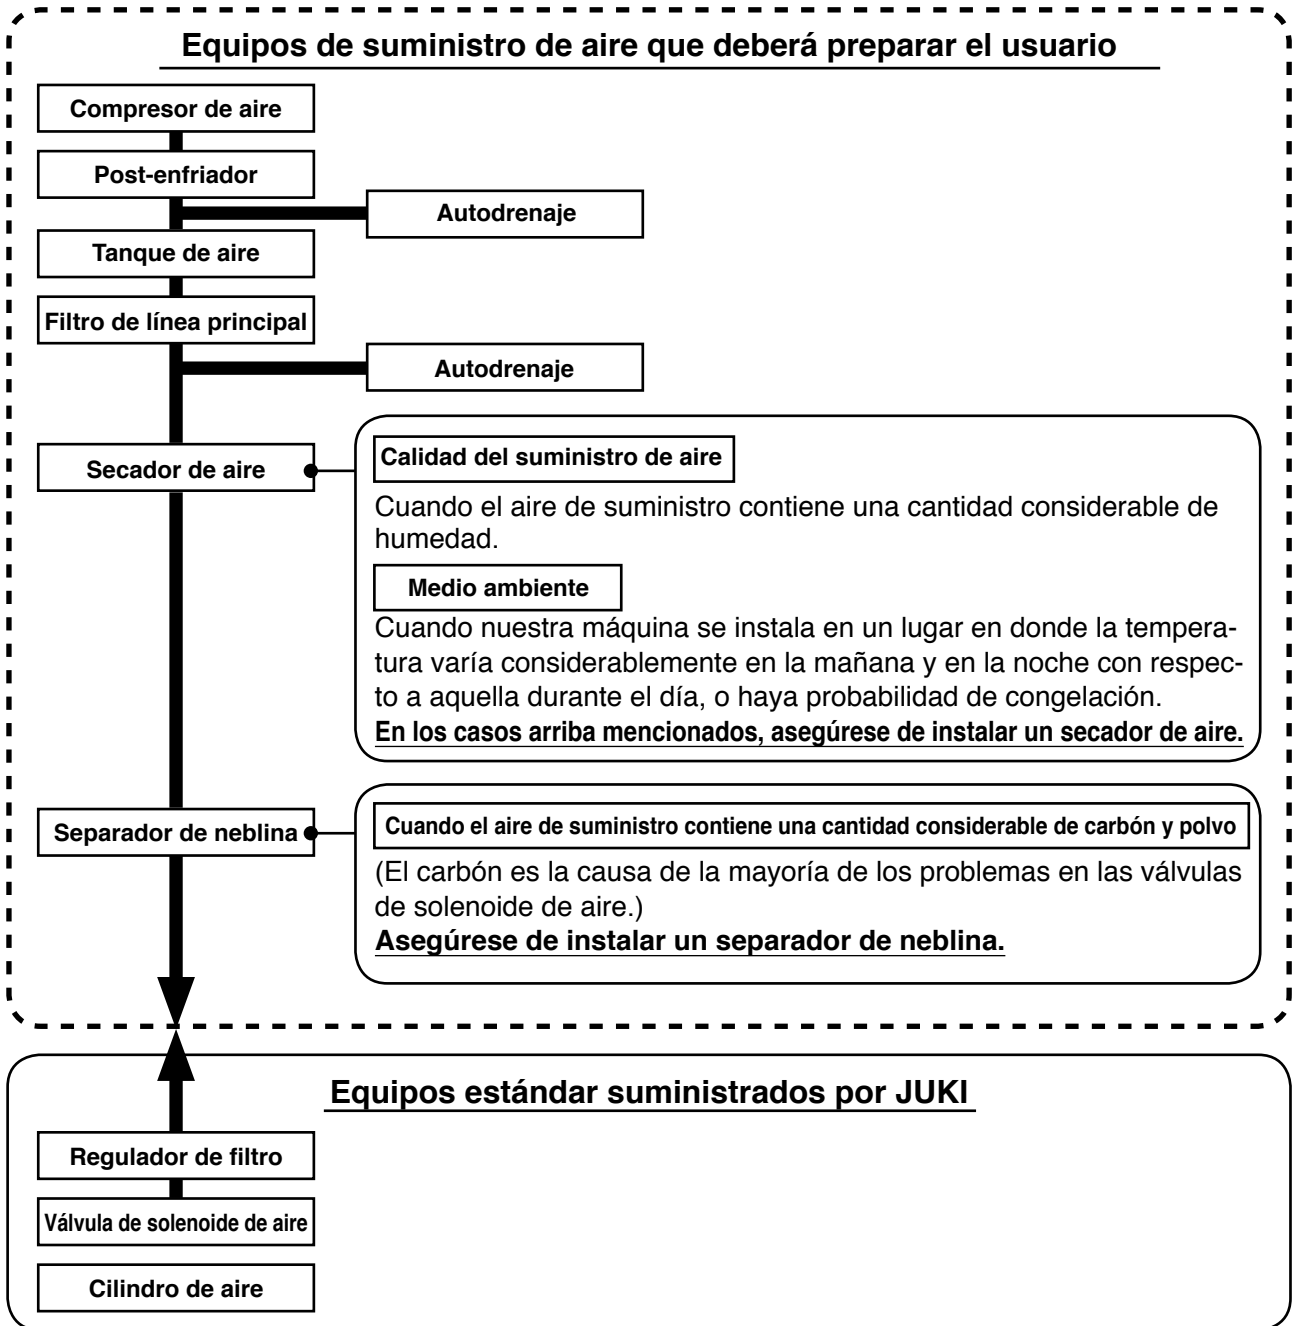 Equipos de suministro de aire que deberá preparar el usuario
Compresor de aire
Post-enfriador
Autodrenaje
Tanque de aire
Filtro de línea principal
Autodrenaje
Secador de aire
Calidad del suministro de aire
Cuando el aire de suministro contiene una cantidad considerable de
humedad.
Medio ambiente
Cuando nuestra máquina se instala en un lugar en donde la tempera-
tura varía considerablemente en la mañana y en la noche con respec-
to a aquella durante el día, o haya probabilidad de congelación.
En los casos arriba mencionados, asegúrese de instalar un secador de aire.
Separador de neblina
Cuando el aire de suministro contiene una cantidad considerable de carbón y polvo
(El carbón es la causa de la mayoría de los problemas en las válvulas
de solenoide de aire.)
Asegúrese de instalar un separador de neblina.
Equipos estándar suministrados por JUKI
Regulador de filtro
Válvula de solenoide de aire
Cilindro de aire